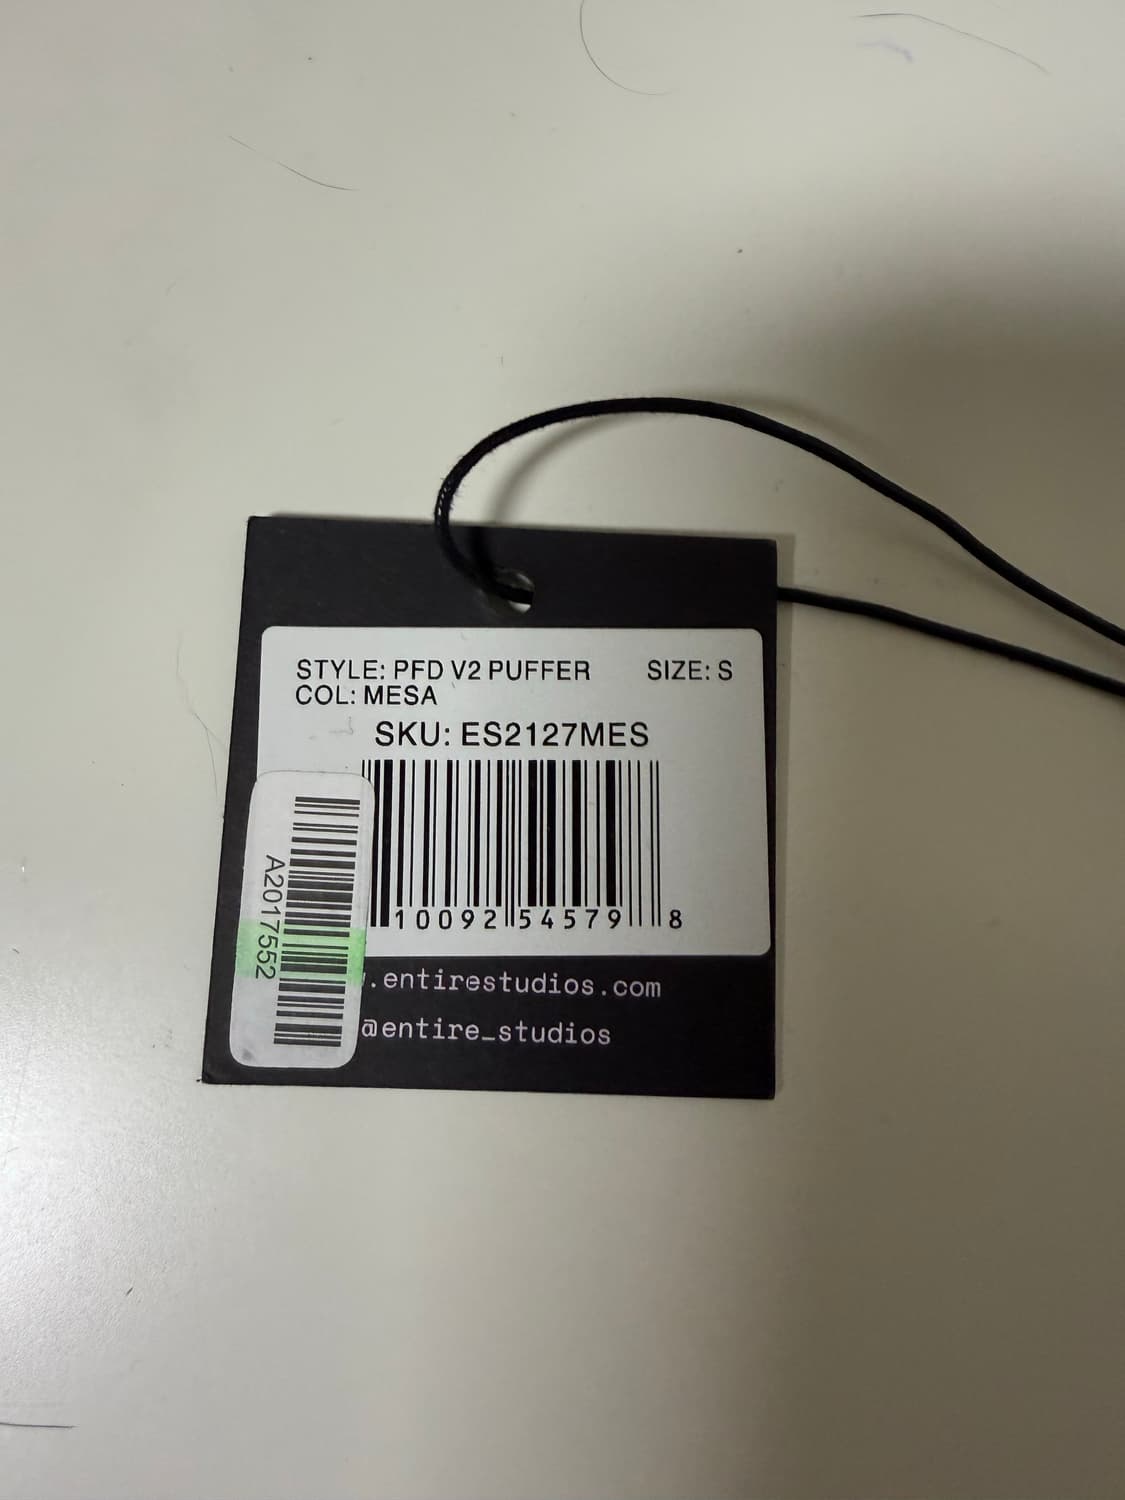 STYLE: PFD V2 PUFFER SIZE: S
COL: MESA
SKU: ES2127MES
10092 54579 8
A2017552
.entirestudios.com
@entire_studios